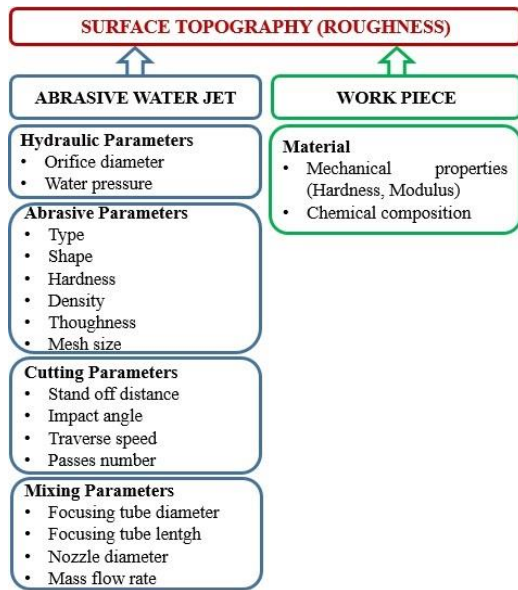 SURFACE TOPOGRAPHY (ROUGHNESS)
ABRASIVE WATER JET
Hydraulic Parameters
• Orifice diameter
• Water pressure
Abrasive Parameters
• Type
• Shape
• Hardness
• Density
• Thoughness
• Mesh size
Cutting Parameters
• Stand off distance
• Impact angle
• Traverse speed
• Passes number
Mixing Parameters
• Focusing tube diameter
• Focusing tube lentgh
• Nozzle diameter
• Mass flow rate
WORK PIECE
Material
• Mechanical properties
(Hardness, Modulus)
• Chemical composition